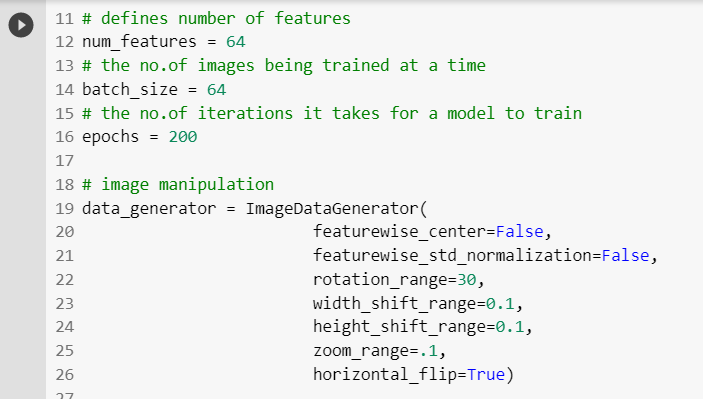 11 # defines number of features
12 num_features = 64
13 # the no.of images being trained at a time
14 batch_size = 64
15 # the no.of iterations it takes for a model to train
16 epochs = 200
17
18 # image manipulation
19 data_generator = ImageDataGenerator(
20                         featurewise_center=False,
21                         featurewise_std_normalization=False,
22                         rotation_range=30,
23                         width_shift_range=0.1,
24                         height_shift_range=0.1,
25                         zoom_range=.1,
26                         horizontal_flip=True)
27